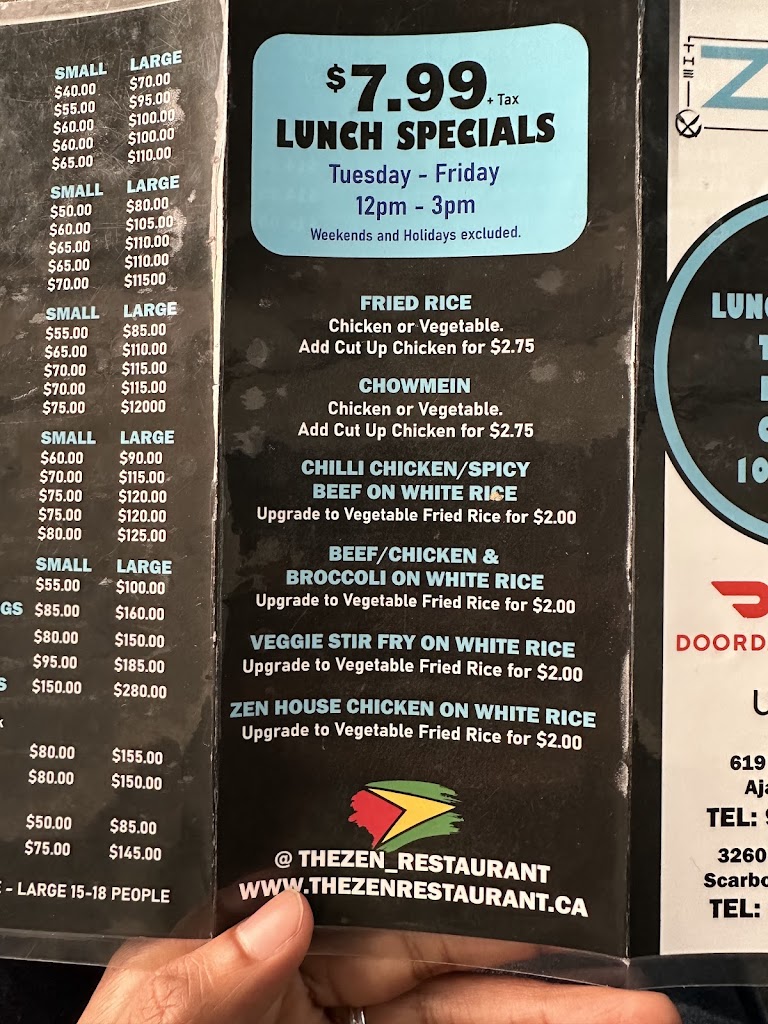 SMALL LARGE
$40.00 $70.00
$55.00 $95.00
$60.00 $100.00
$60.00 $100.00
$65.00 $110.00
SMALL LARGE
$50.00 $80.00
$60.00 $105.00
$65.00 $110.00
$65.00 $110.00
$70.00 $11500
SMALL LARGE
$55.00 $85.00
$65.00 $110.00
$70.00 $115.00
$70.00 $115.00
$75.00 $12000
SMALL LARGE
$60.00 $90.00
$70.00 $115.00
$75.00 $120.00
$75.00 $120.00
$80.00 $125.00
SMALL LARGE
$55.00 $100.00
GS $85.00 $160.00
$80.00 $150.00
$95.00 $185.00
S $150.00 $280.00
$80.00 $155.00
$80.00 $150.00
$50.00 $85.00
$75.00 $145.00
- LARGE 15-18 PEOPLE
$7.99 + Tax
LUNCH SPECIALS
Tuesday - Friday
12pm - 3pm
Weekends and Holidays excluded.
FRIED RICE
Chicken or Vegetable.
Add Cut Up Chicken for $2.75
CHOWMEIN
Chicken or Vegetable.
Add Cut Up Chicken for $2.75
CHILLI CHICKEN/SPICY
BEEF ON WHITE RICE
Upgrade to Vegetable Fried Rice for $2.00
BEEF/CHICKEN &
BROCCOLI ON WHITE RICE
Upgrade to Vegetable Fried Rice for $2.00
VEGGIE STIR FRY ON WHITE RICE
Upgrade to Vegetable Fried Rice for $2.00
ZEN HOUSE CHICKEN ON WHITE RICE
Upgrade to Vegetable Fried Rice for $2.00
@ THEZEN_RESTAURANT
WWW.THEZENRESTAURANT.CA
THE Z
LUNC
10
DOORDA
U
619
Aja
TEL: 9
3260
Scarbo
TEL: